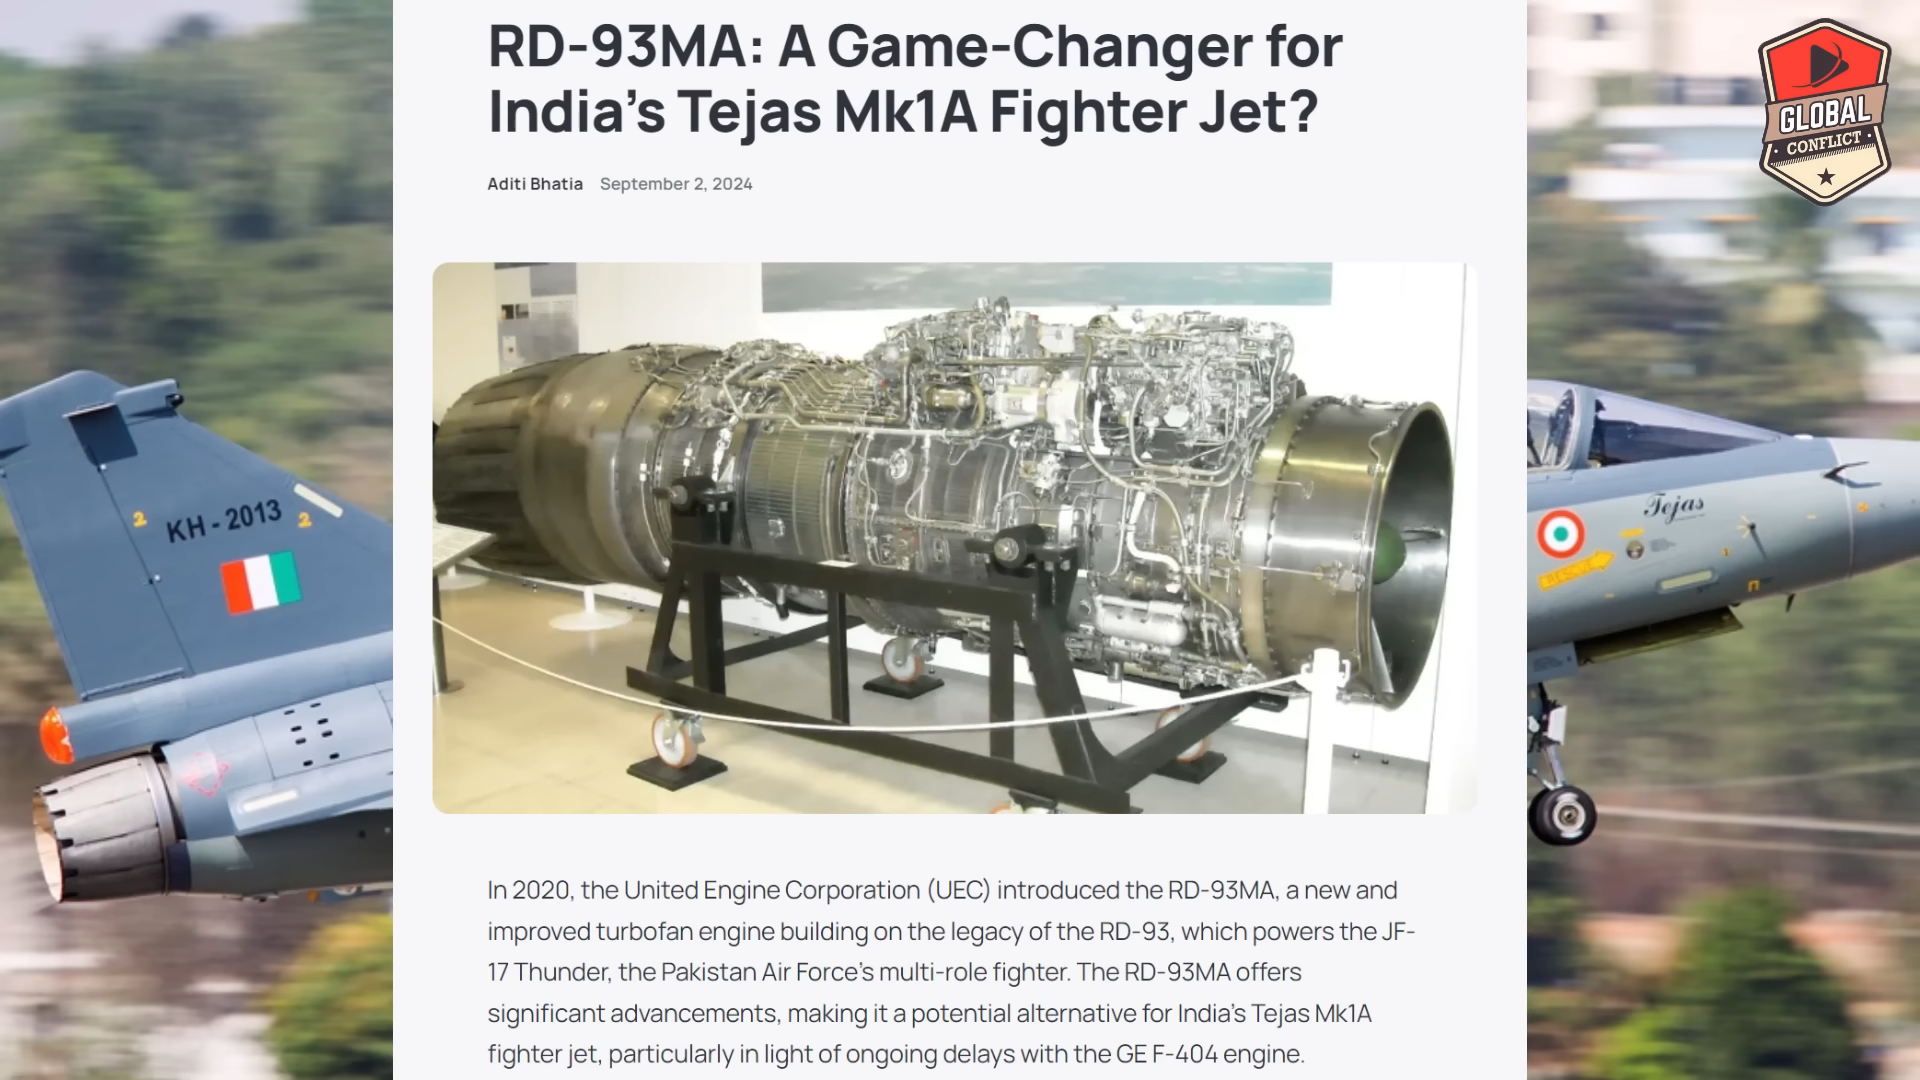 RD-93MA: A Game-Changer for
India’s Tejas Mk1A Fighter Jet?
Aditi Bhatia September 2, 2024
GLOBAL
CONFLICT
2 KH-2013 2
Tejas
RESCUE
In 2020, the United Engine Corporation (UEC) introduced the RD-93MA, a new and
improved turbofan engine building on the legacy of the RD-93, which powers the JF-
17 Thunder, the Pakistan Air Force’s multi-role fighter. The RD-93MA offers
significant advancements, making it a potential alternative for India’s Tejas Mk1A
fighter jet, particularly in light of ongoing delays with the GE F-404 engine.